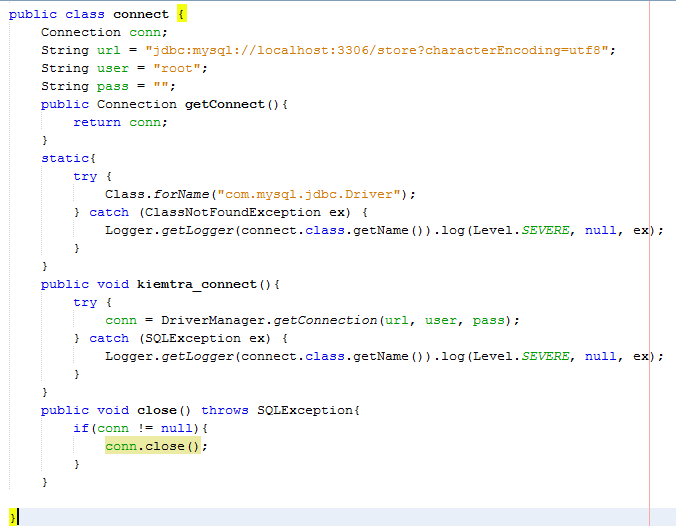 public class connect {
    Connection conn;
    String url = "jdbc:mysql://localhost:3306/store?characterEncoding=utf8";
    String user = "root";
    String pass = "";
    public Connection getConnect(){
        return conn;
    }
    static{
        try {
            Class.forName("com.mysql.jdbc.Driver");
        } catch (ClassNotFoundException ex) {
            Logger.getLogger(connect.class.getName()).log(Level.SEVERE, null, ex);
        }
    }
    public void kiemtra_connect(){
        try {
            conn = DriverManager.getConnection(url, user, pass);
        } catch (SQLException ex) {
            Logger.getLogger(connect.class.getName()).log(Level.SEVERE, null, ex);
        }
    }
    public void close() throws SQLException{
        if(conn != null){
            conn.close();
        }
    }
}